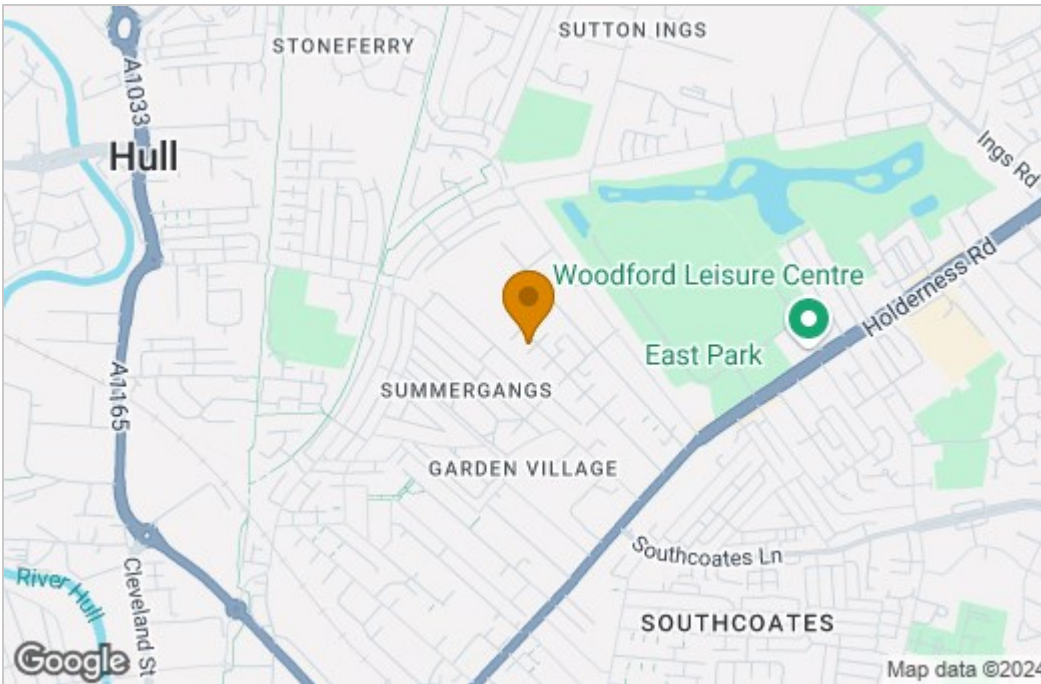 SUTTON INGS
STONEFERRY
A1033
Hull
Ings Rd
Woodford Leisure Centre
Holderness Rd
East Park
SUMMERGANGS
A1165
GARDEN VILLAGE
Southcoates Ln
River Hull
Cleveland St
SOUTHCOATES
Google
Map data ©2024